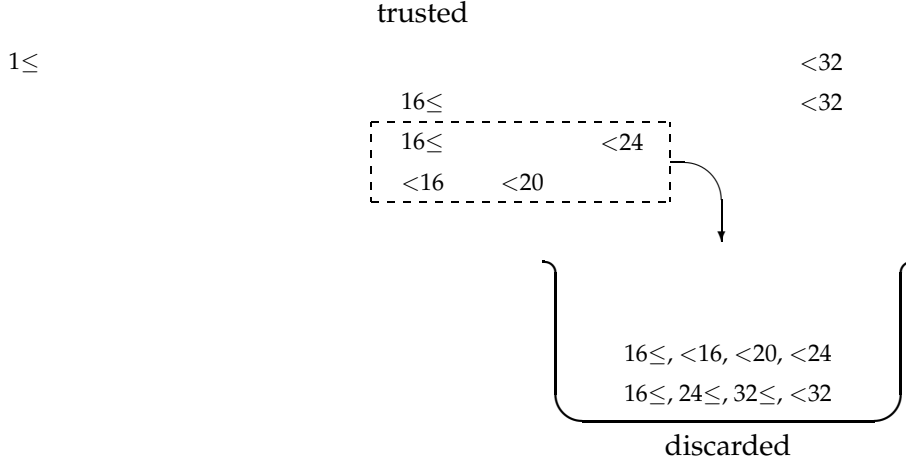 trusted
1≤ <32
16≤ <32
16≤ <24
<16 <20
16≤, <16, <20, <24
16≤, 24≤, 32≤, <32
discarded